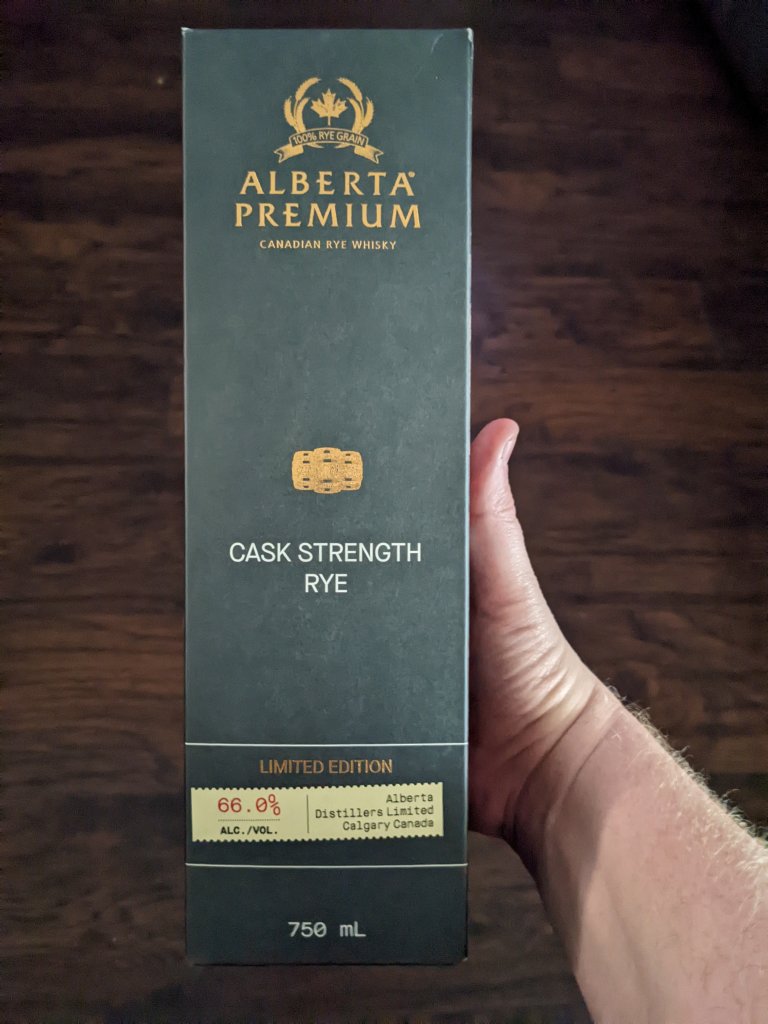 100% RYE GRAIN
ALBERTA®
PREMIUM
CANADIAN RYE WHISKY
CASK STRENGTH
RYE
LIMITED EDITION
66.0%
ALC./VOL.
Alberta
Distillers Limited
Calgary Canada
750 mL